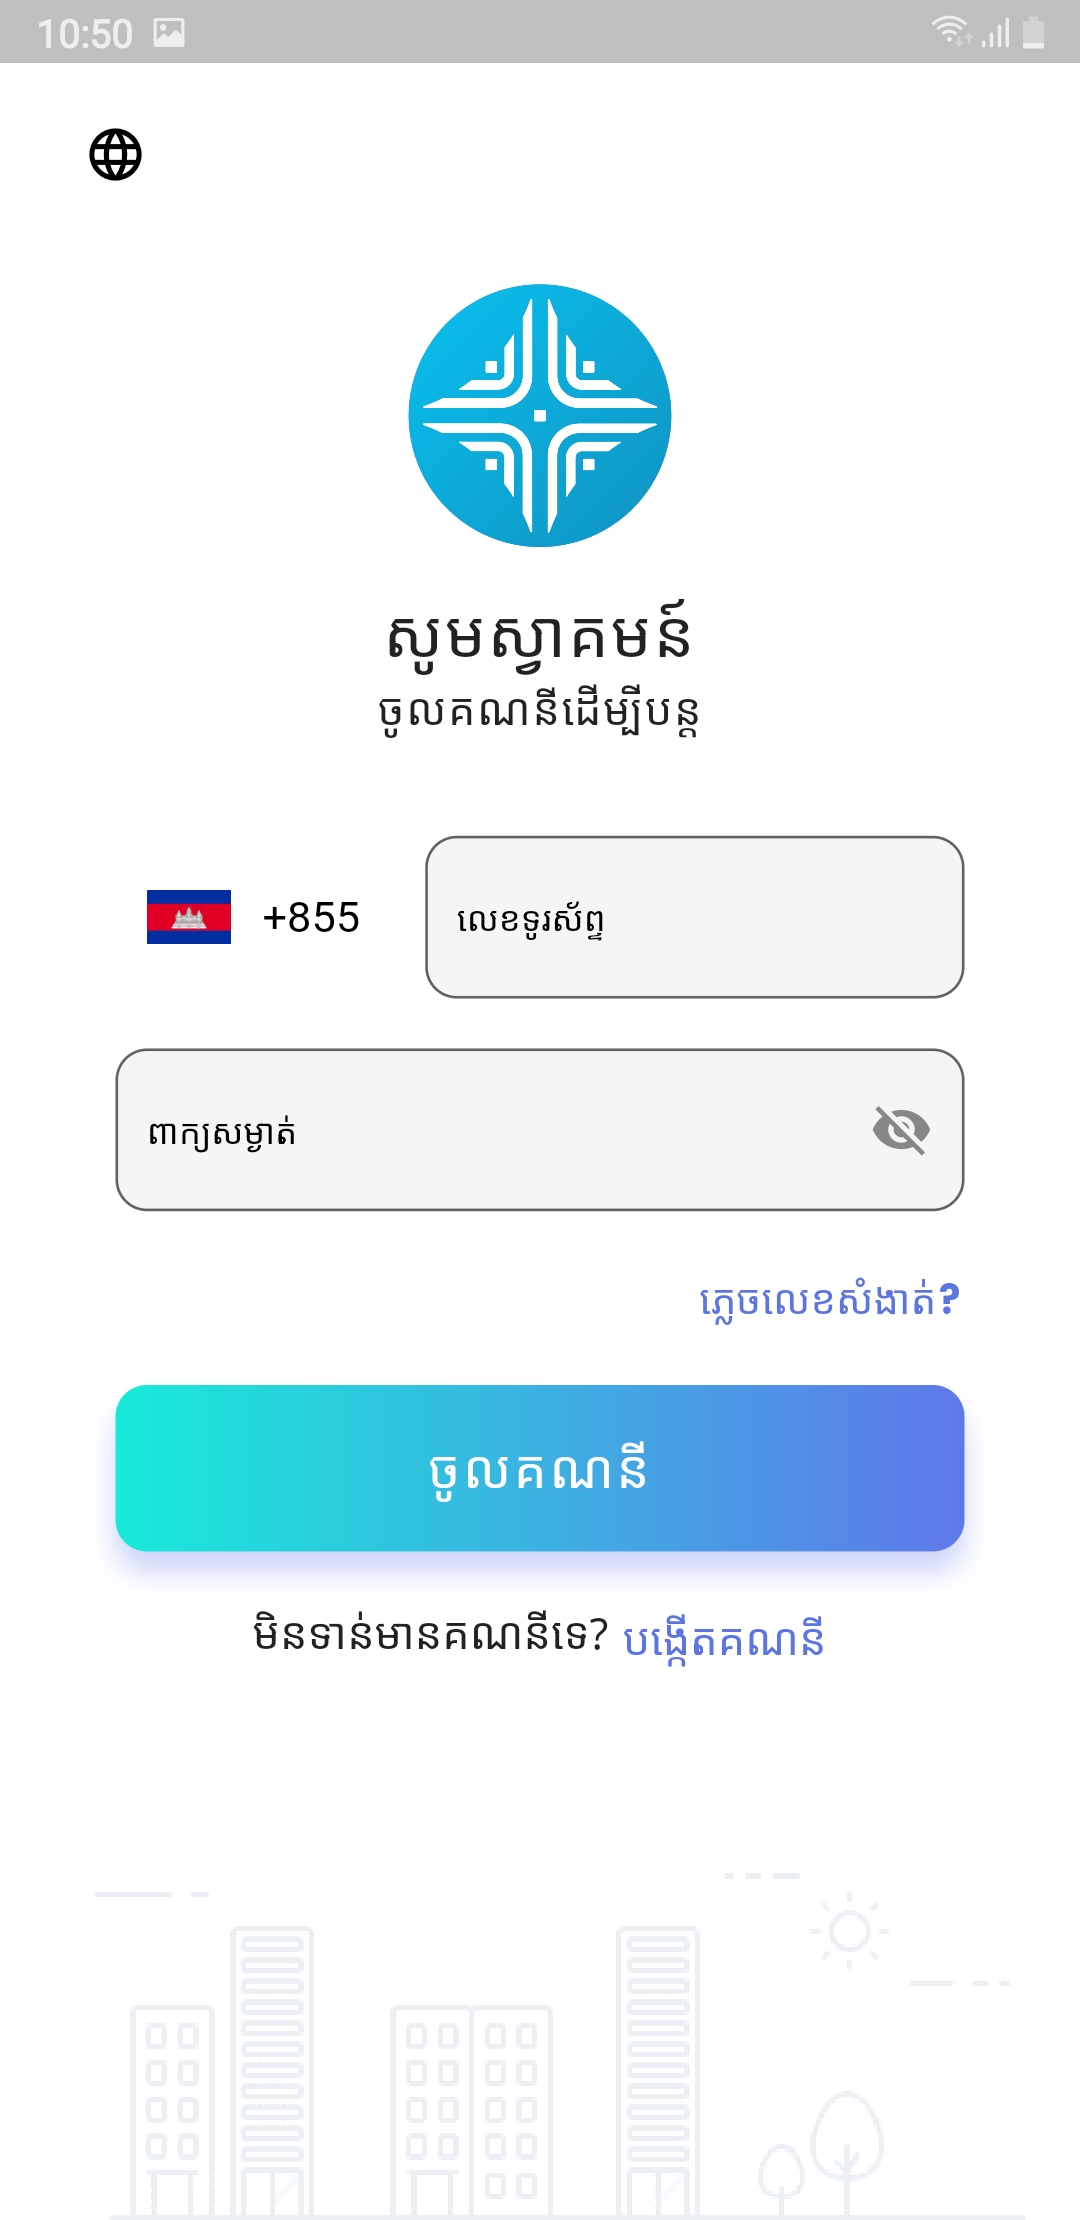 10:50
សូមស្វាគមន៍
ចូលគណនីដើម្បីបន្ត
+855 លេខទូរស័ព្ទ
ពាក្យសម្ងាត់
ភ្លេចលេខសំងាត់?
ចូលគណនី
មិនទាន់មានគណនីទេ? បង្កើតគណនី